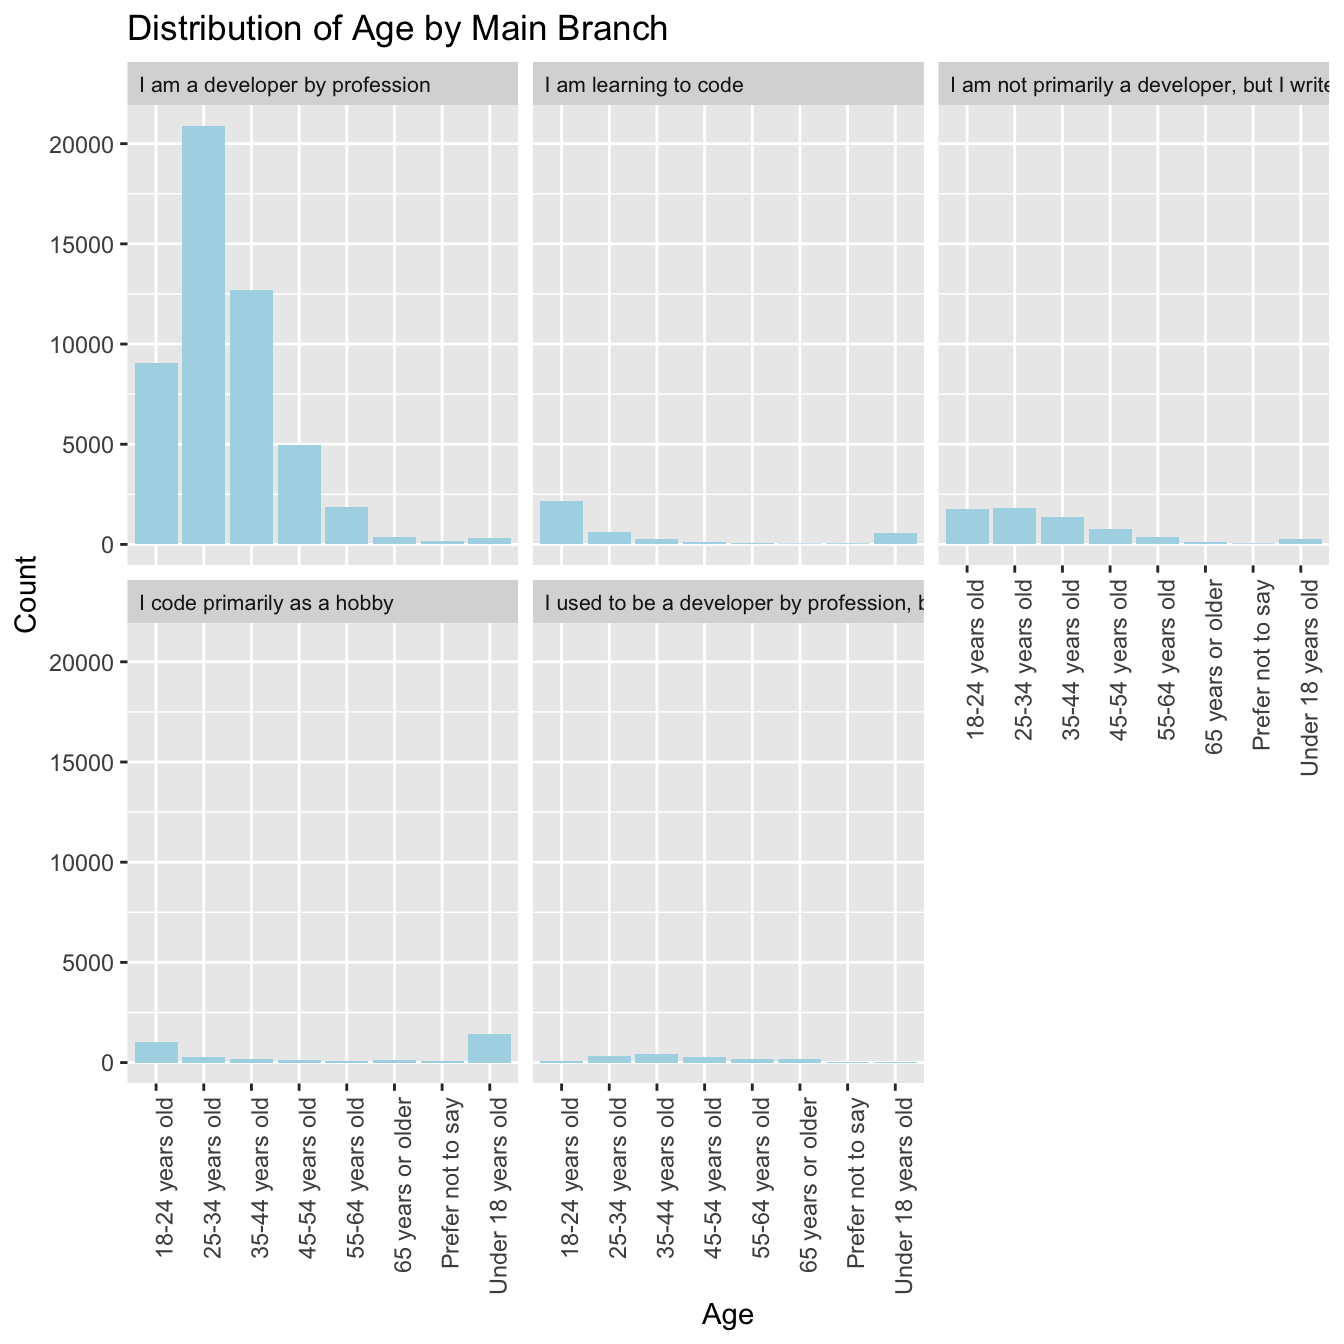 Distribution of Age by Main Branch
I am a developer by profession
I am learning to code
I am not primarily a developer, but I write
20000
15000
10000
5000
0
18-24 years old
25-34 years old
35-44 years old
45-54 years old
55-64 years old
65 years or older
Prefer not to say
Under 18 years old
Count
I code primarily as a hobby
I used to be a developer by profession, b
20000
15000
10000
5000
0
18-24 years old
25-34 years old
35-44 years old
45-54 years old
55-64 years old
65 years or older
Prefer not to say
Under 18 years old
18-24 years old
25-34 years old
35-44 years old
45-54 years old
55-64 years old
65 years or older
Prefer not to say
Under 18 years old
Age